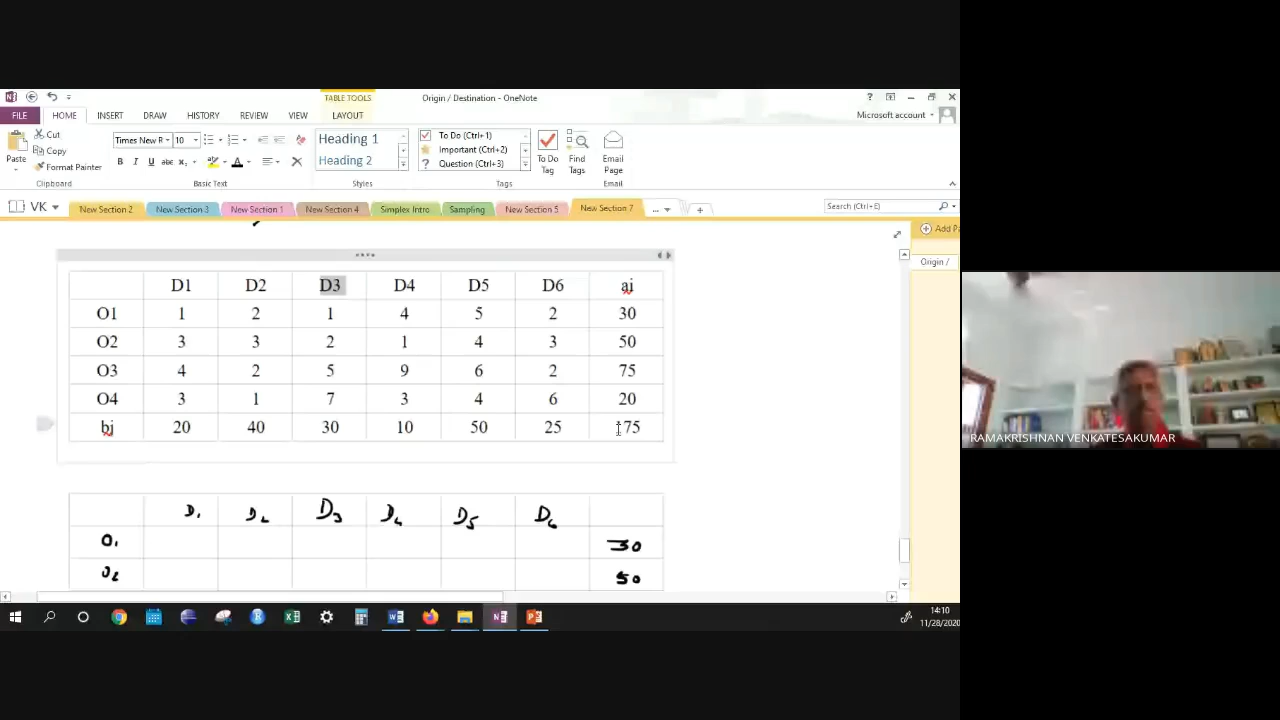 Origin / Destination - OneNote
TABLE TOOLS
FILE HOME INSERT DRAW HISTORY REVIEW VIEW LAYOUT
Microsoft account
Paste
Cut
Copy
Format Painter
Clipboard
Times New R 10
B I U abc X₂ A
Basic Text
Heading 1
Heading 2
Styles
To Do (Ctrl+1)
Important (Ctrl+2)
Question (Ctrl+3)
Tags
To Do Tag
Find Tags
Email Page
Email
VK
New Section 2 New Section 3 New Section 1 New Section 4 Simplex Intro Sampling New Section 5 New Section 7
Search (Ctrl+E)
Add Pa
Origin /
D1 D2 D3 D4 D5 D6 ai
O1 1 2 1 4 5 2 30
O2 3 3 2 1 4 3 50
O3 4 2 5 9 6 2 75
O4 3 1 7 3 4 6 20
bj 20 40 30 10 50 25 175
D1 D2 D3 D4 D5 D6
O1 30
O2 50
14:10
11/28/2020
RAMAKRISHNAN VENKATESAKUMAR